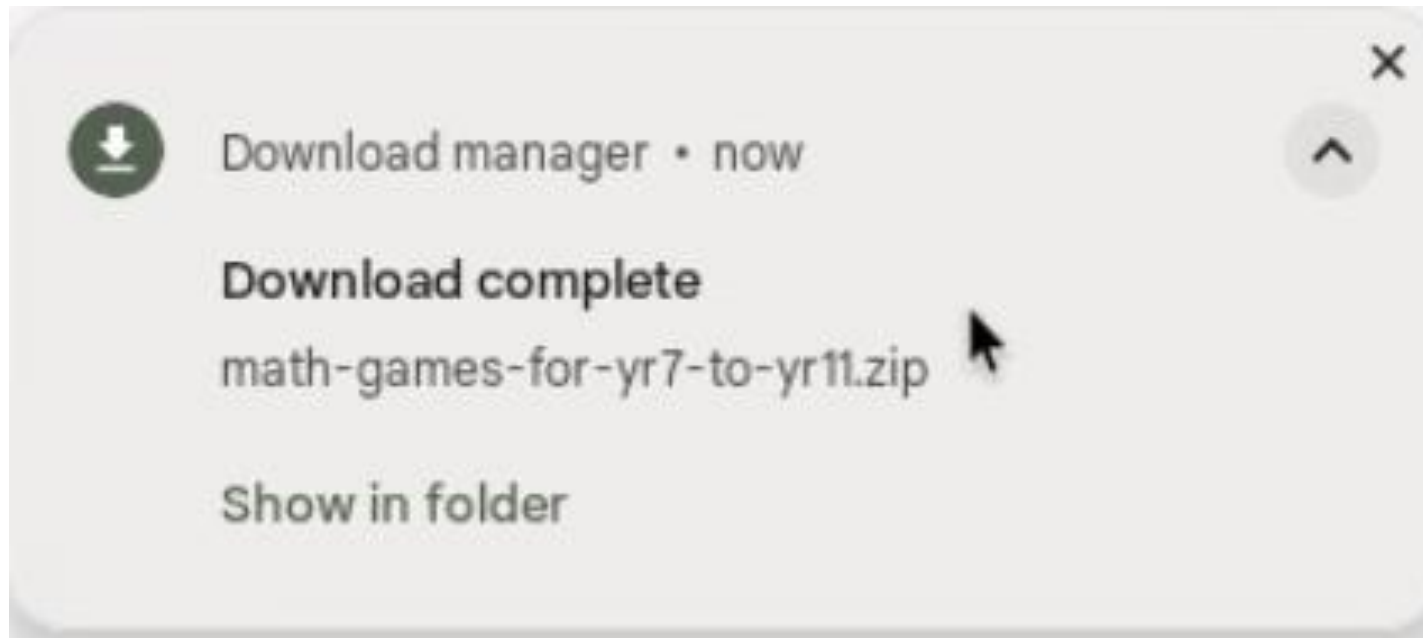 Download manager • now
Download complete
math-games-for-yr7-to-yr11.zip
Show in folder